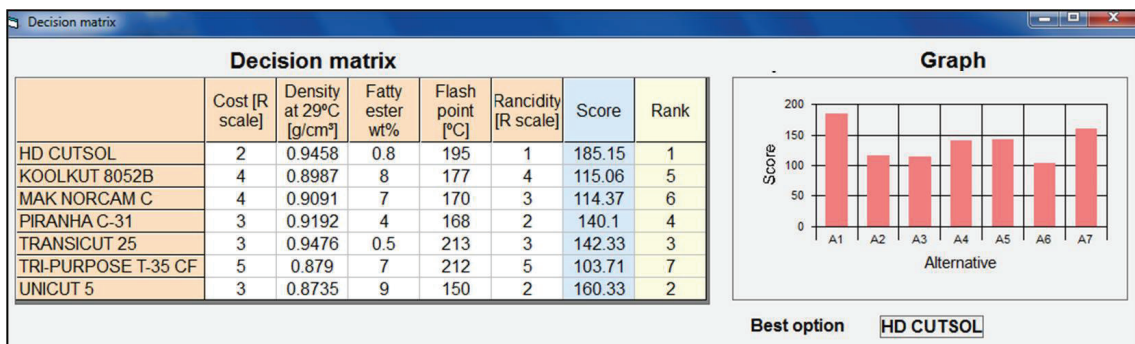 Decision matrix
Decision matrix
Graph
Cost [R scale] Density at 29ºC [g/cm³] Fatty ester wt% Flash point [ºC] Rancidity [R scale] Score Rank
HD CUTSOL 2 0.9458 0.8 195 1 185.15 1
KOOLKUT 8052B 4 0.8987 8 177 4 115.06 5
MAK NORCAM C 4 0.9091 7 170 3 114.37 6
PIRANHA C-31 3 0.9192 4 168 2 140.1 4
TRANSICUT 25 3 0.9476 0.5 213 3 142.33 3
TRI-PURPOSE T-35 CF 5 0.879 7 212 5 103.71 7
UNICUT 5 3 0.8735 9 150 2 160.33 2
Score
200
150
100
50
0
A1 A2 A3 A4 A5 A6 A7
Alternative
Best option HD CUTSOL